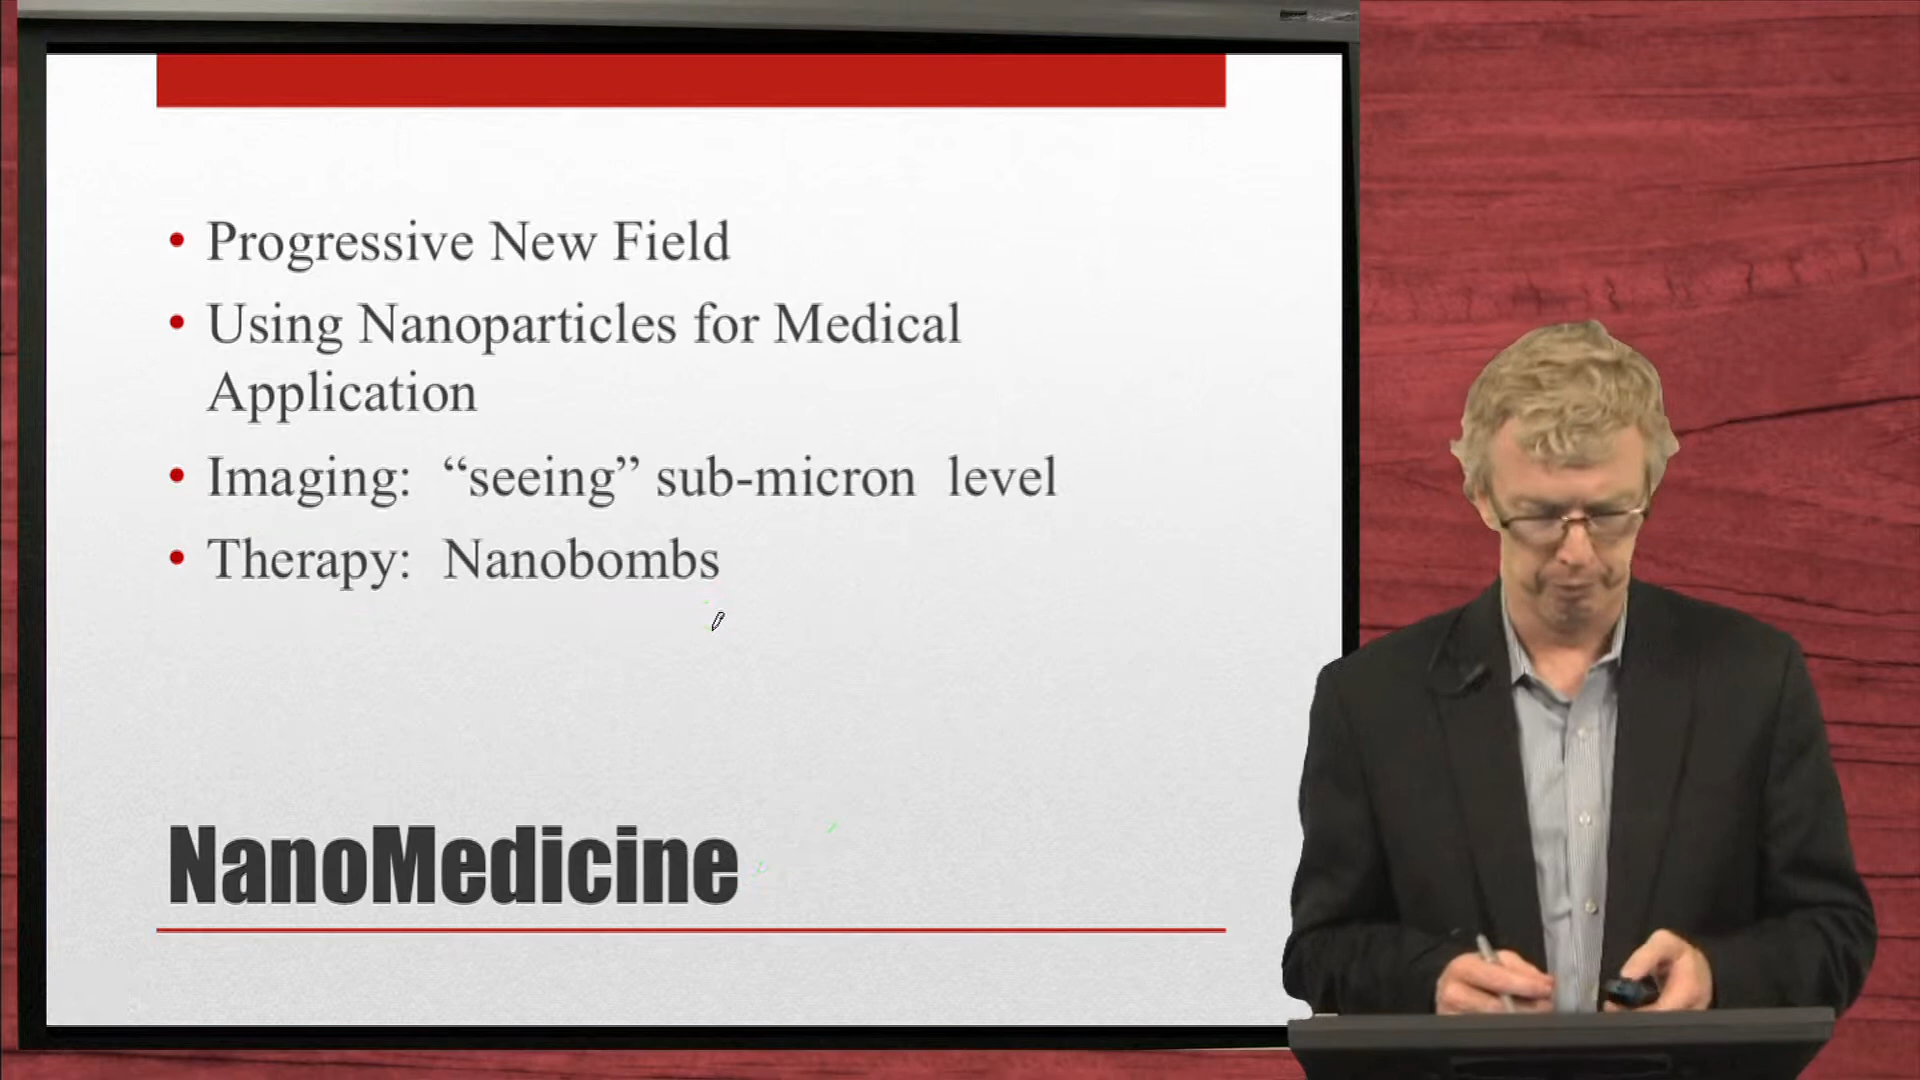 • Progressive New Field
• Using Nanoparticles for Medical
Application
• Imaging: “seeing” sub-micron level
• Therapy: Nanobombs
NanoMedicine